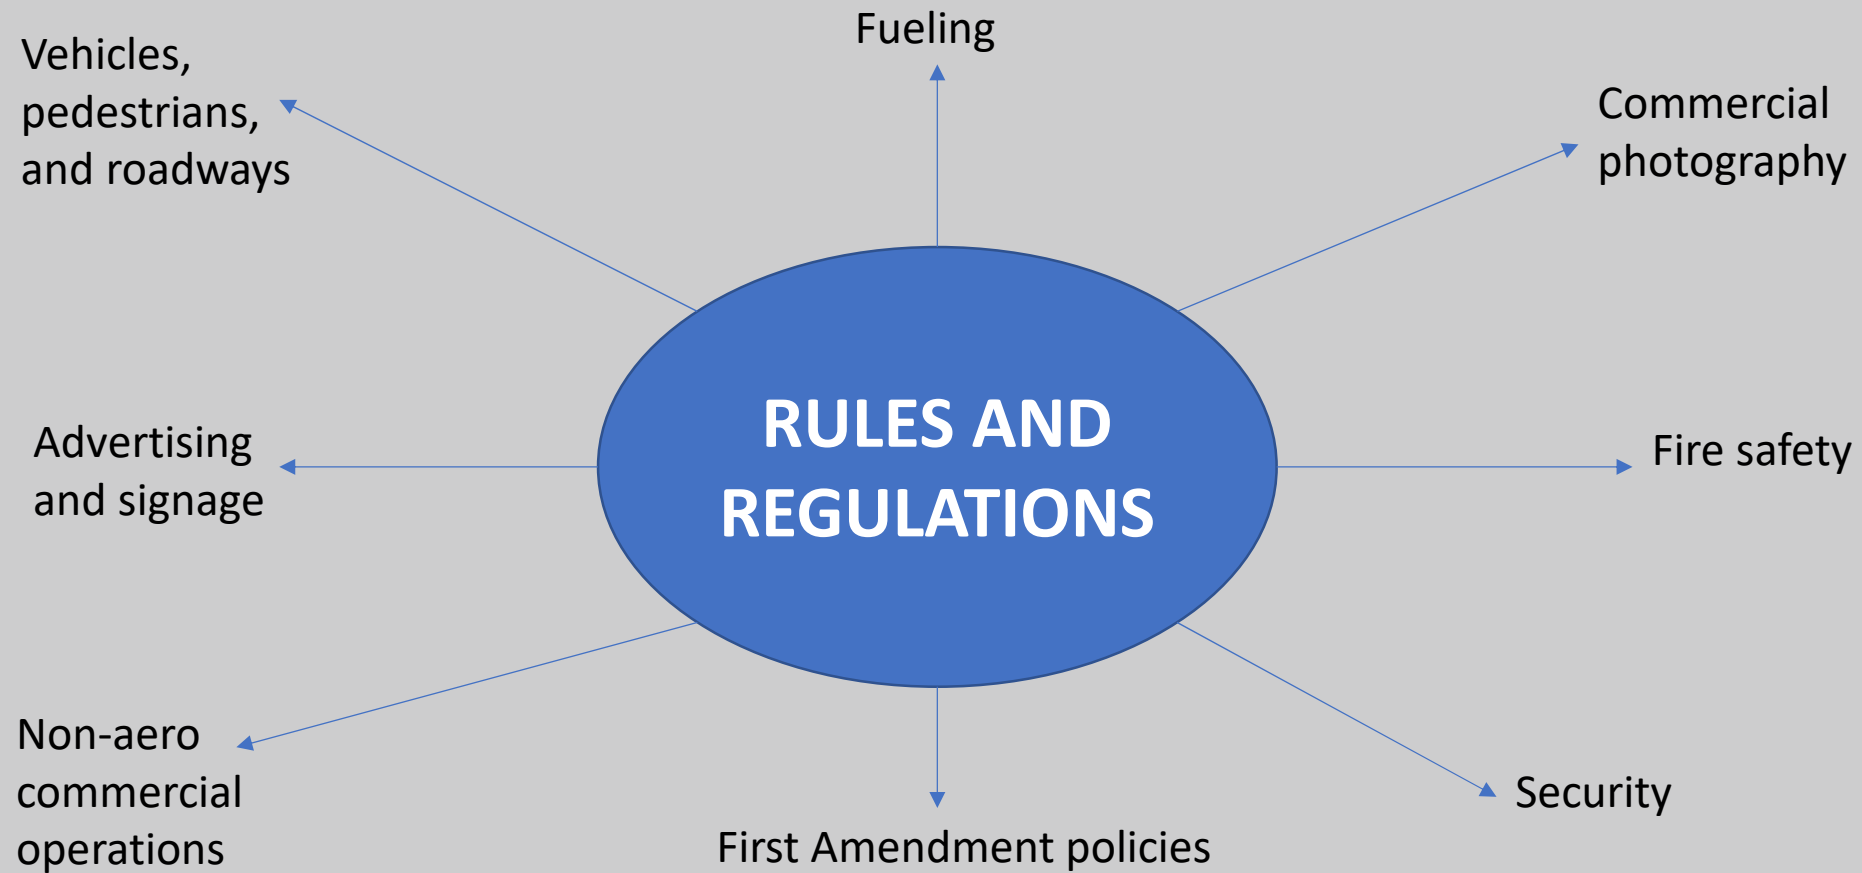 Fueling
Vehicles,
pedestrians,
and roadways
Commercial
photography
RULES AND
REGULATIONS
Advertising
and signage
Fire safety
Non-aero
commercial
operations
Security
First Amendment policies